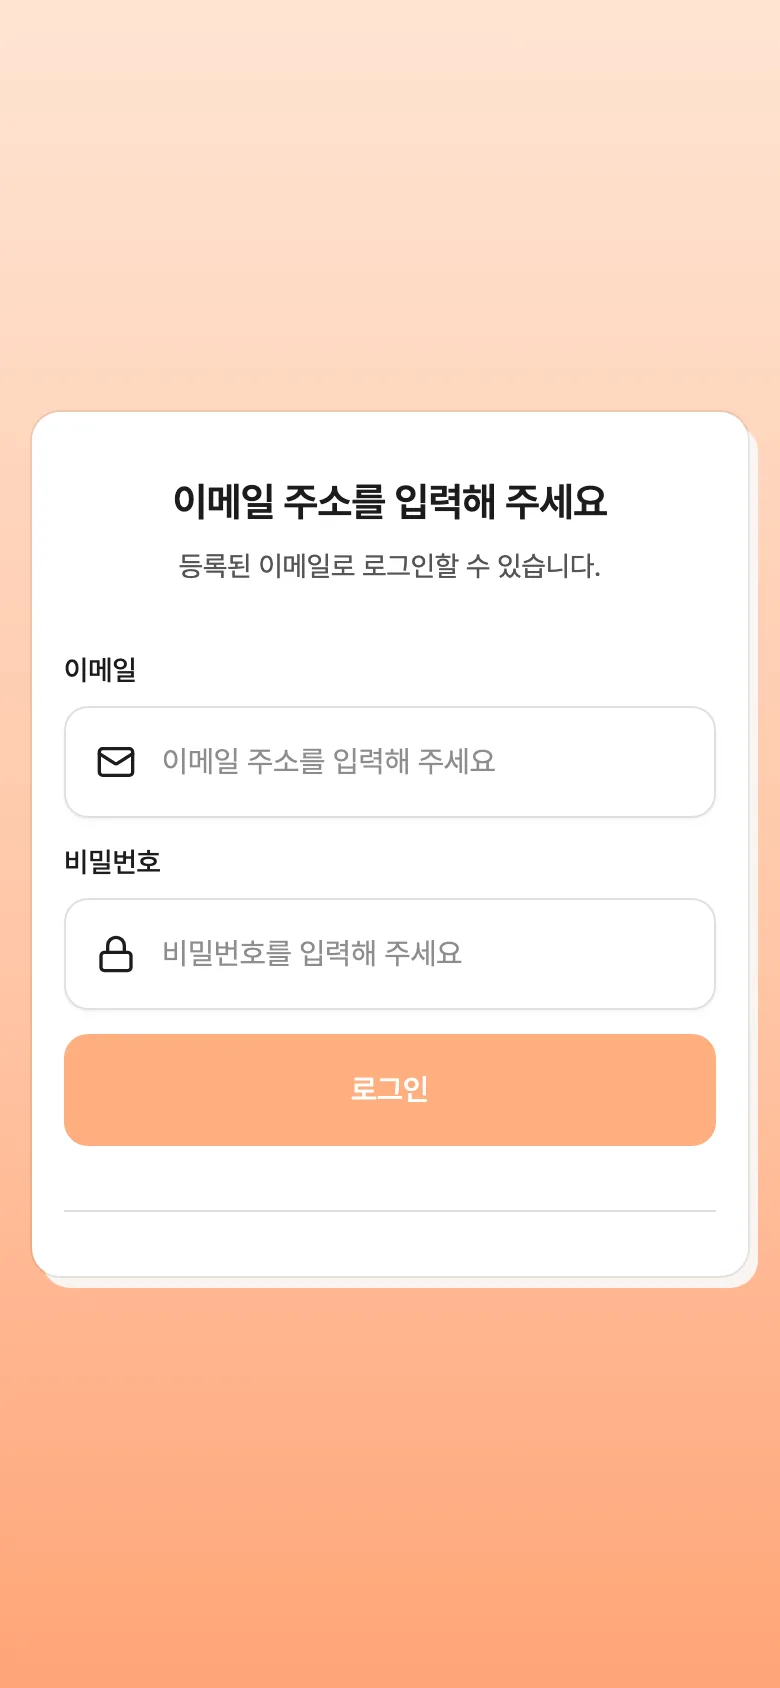 이메일 주소를 입력해 주세요
등록된 이메일로 로그인할 수 있습니다.
이메일
이메일 주소를 입력해 주세요
비밀번호
비밀번호를 입력해 주세요
로그인